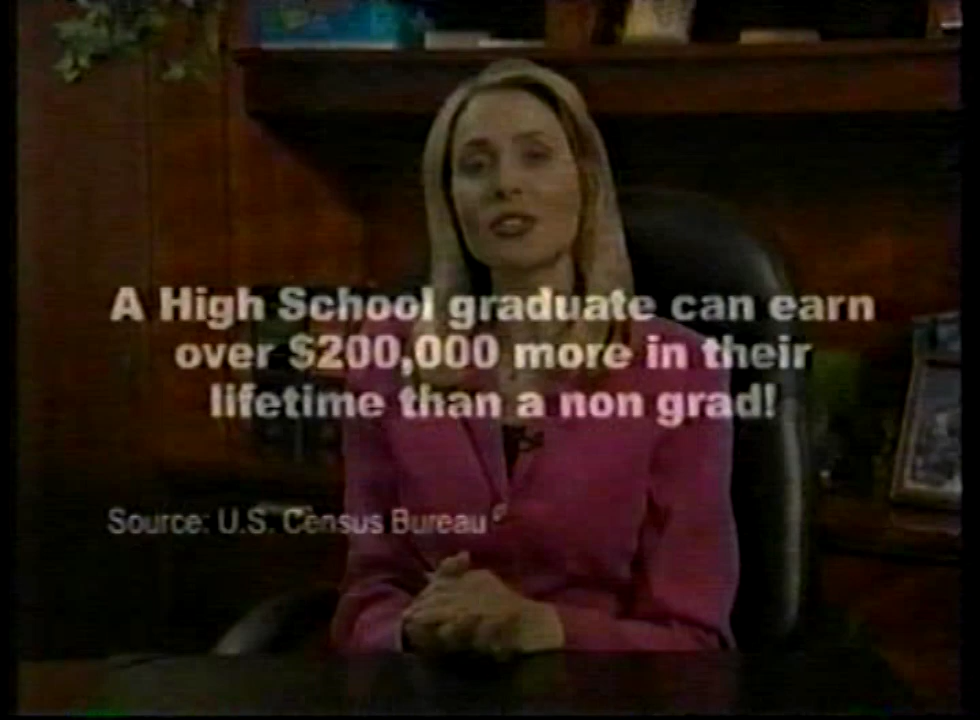 A High School graduate can earn
over $200,000 more in their
lifetime than a non grad!
Source: U.S. Census Bureau